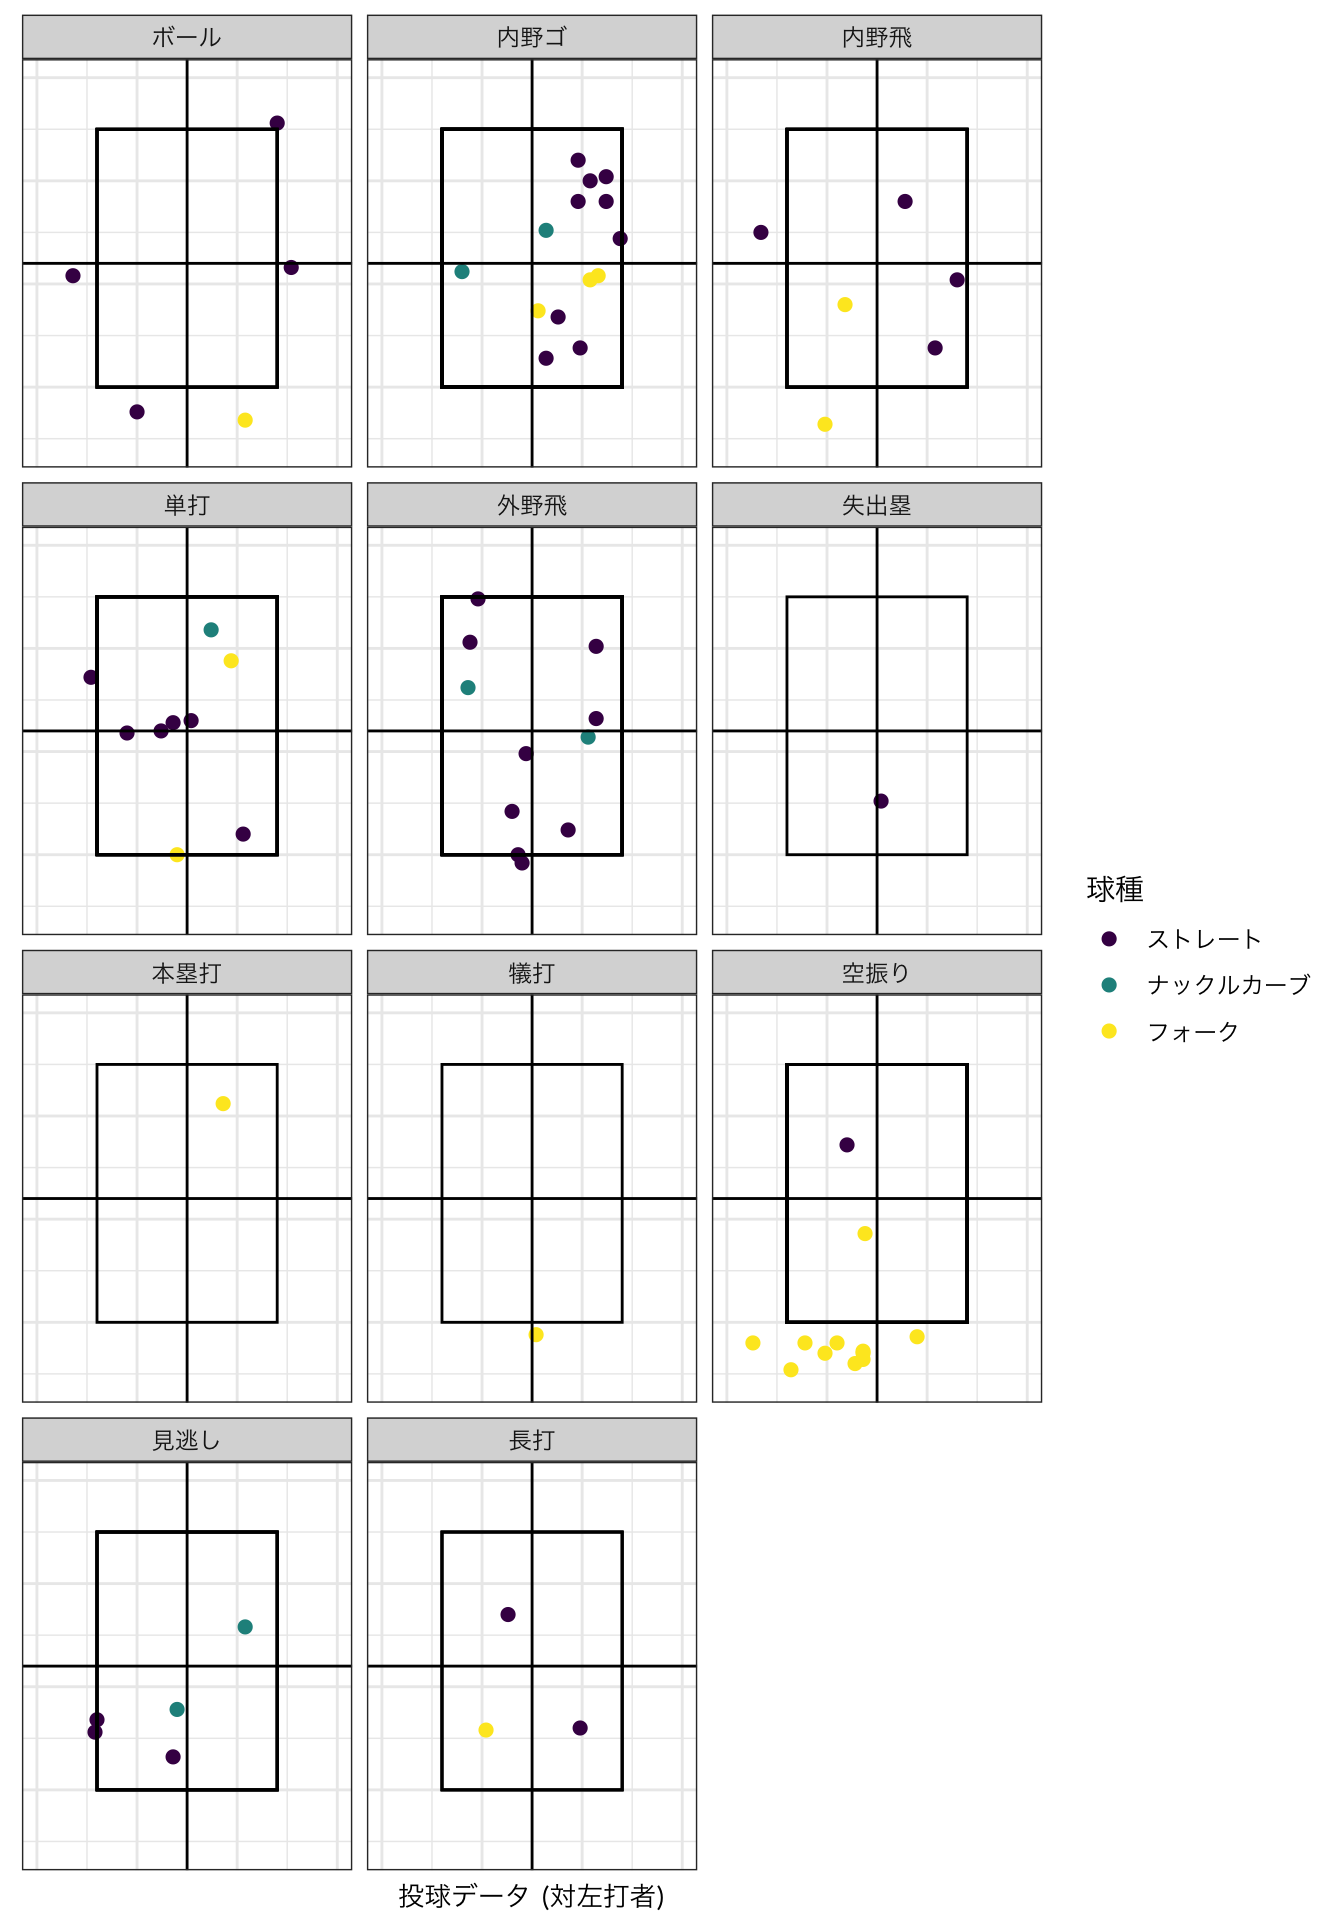 ボール
内野ゴ
内野飛
単打
外野飛
失出塁
本塁打
犠打
空振り
見逃し
長打
球種
ストレート
ナックルカーブ
フォーク
投球データ (対左打者)